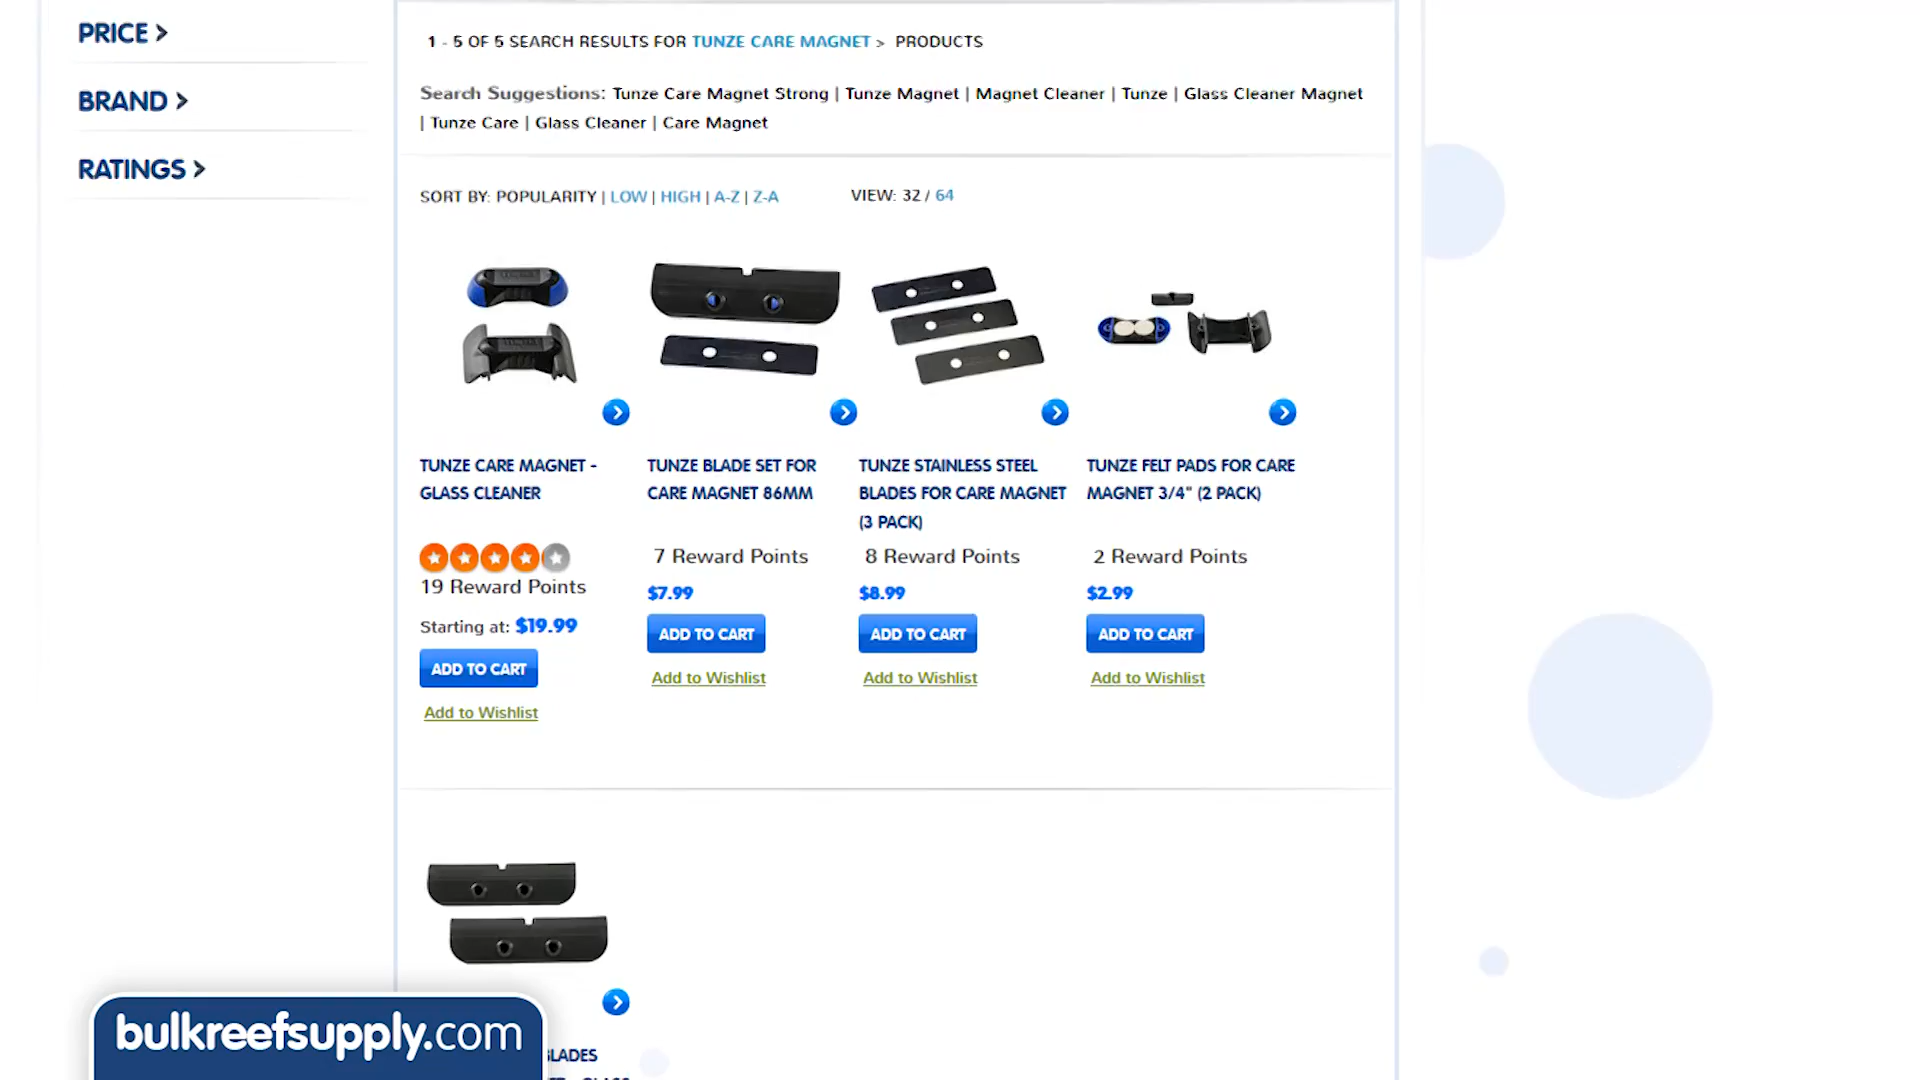 PRICE >
BRAND >
RATINGS >
1 - 5 OF 5 SEARCH RESULTS FOR TUNZE CARE MAGNET > PRODUCTS
Search Suggestions: Tunze Care Magnet Strong | Tunze Magnet | Magnet Cleaner | Tunze | Glass Cleaner Magnet
| Tunze Care | Glass Cleaner | Care Magnet
SORT BY: POPULARITY | LOW | HIGH | A-Z | Z-A VIEW: 32 / 64
TUNZE CARE MAGNET -
GLASS CLEANER
19 Reward Points
Starting at: $19.99
ADD TO CART
Add to Wishlist
TUNZE BLADE SET FOR
CARE MAGNET 86MM
7 Reward Points
$7.99
ADD TO CART
Add to Wishlist
TUNZE STAINLESS STEEL
BLADES FOR CARE MAGNET
(3 PACK)
8 Reward Points
$8.99
ADD TO CART
Add to Wishlist
TUNZE FELT PADS FOR CARE
MAGNET 3/4" (2 PACK)
2 Reward Points
$2.99
ADD TO CART
Add to Wishlist
BLADES
bulkreefsupply.com